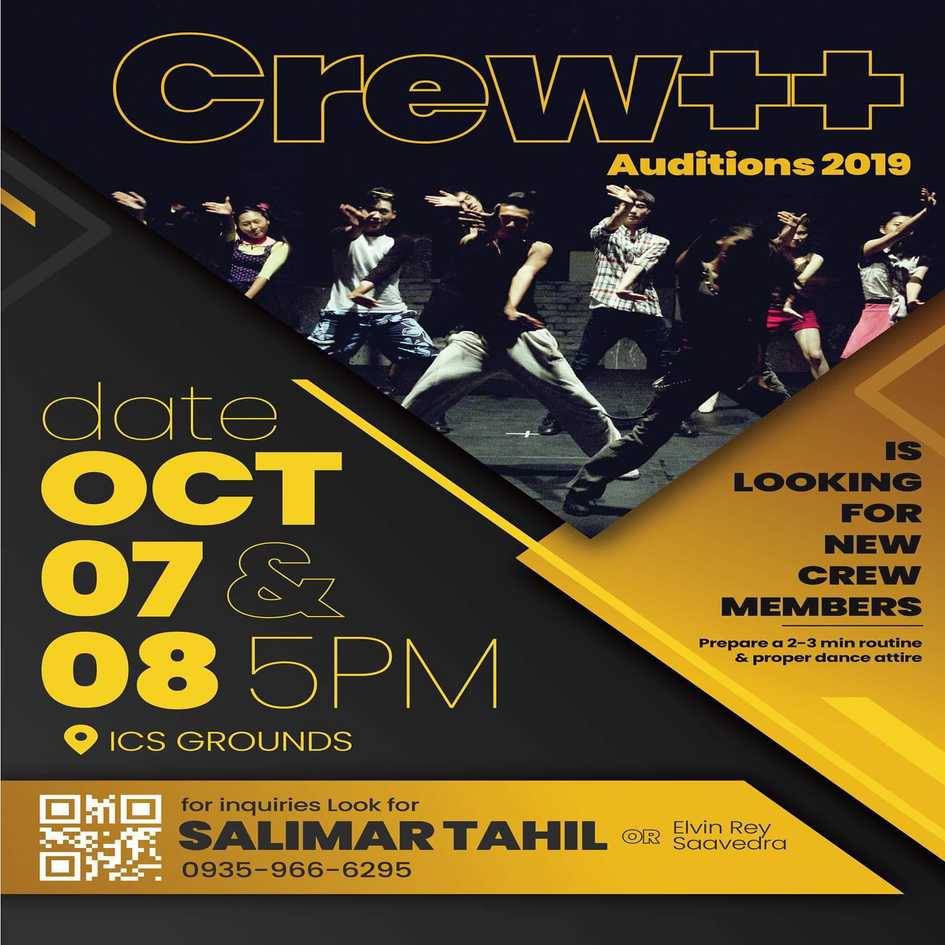 Crew++
Auditions 2019
date
OCT
07 &
08 5PM
ICS GROUNDS
IS
LOOKING
FOR
NEW
CREW
MEMBERS
Prepare a 2-3 min routine
& proper dance attire
for inquiries Look for
SALIMAR TAHIL OR Elvin Rey
Saavedra
0935-966-6295